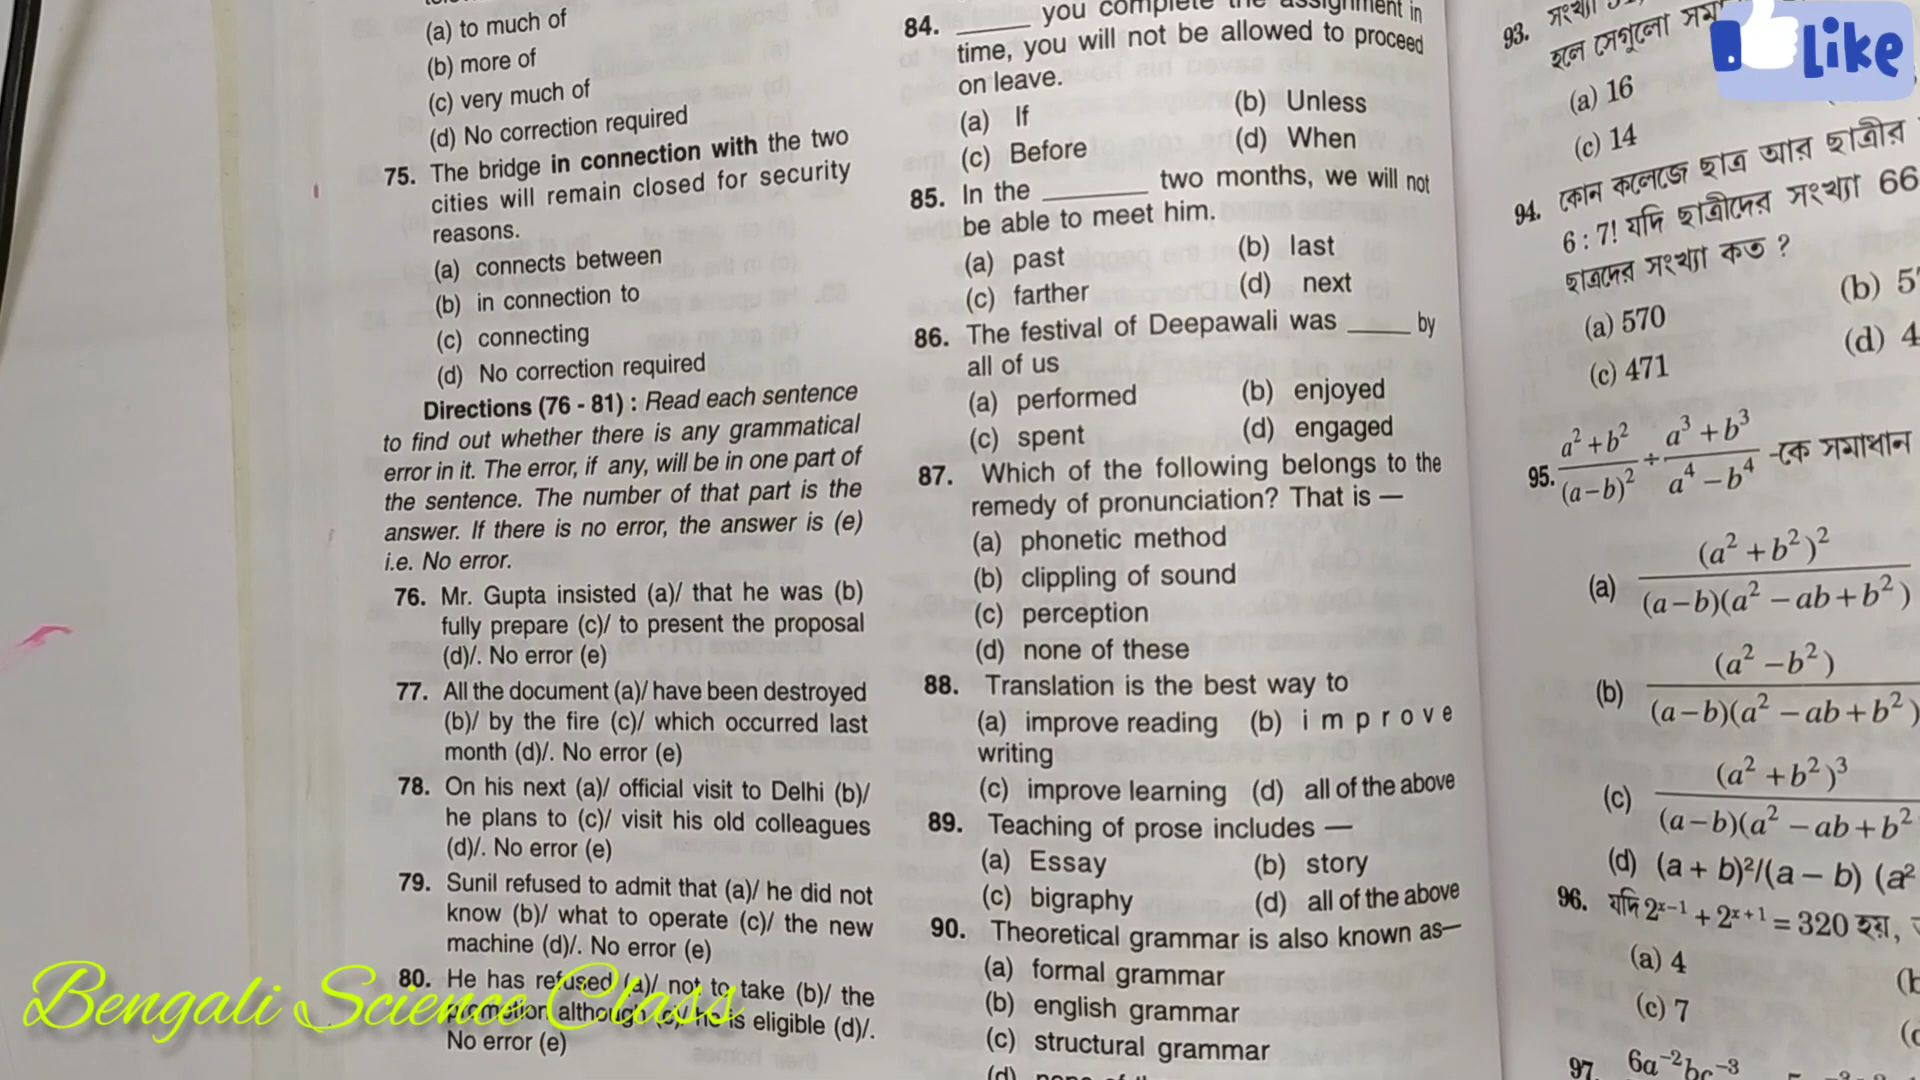 (a) to much of
(b) more of
(c) very much of
(d) No correction required
75. The bridge in connection with the two
cities will remain closed for security
reasons.
(a) connects between
(b) in connection to
(c) connecting
(d) No correction required
Directions (76 - 81) : Read each sentence
to find out whether there is any grammatical
error in it. The error, if any, will be in one part of
the sentence. The number of that part is the
answer. If there is no error, the answer is (e)
i.e. No error.
76. Mr. Gupta insisted (a)/ that he was (b)
fully prepare (c)/ to present the proposal
(d)/. No error (e)
77. All the document (a)/ have been destroyed
(b)/ by the fire (c)/ which occurred last
month (d)/. No error (e)
78. On his next (a)/ official visit to Delhi (b)/
he plans to (c)/ visit his old colleagues
(d)/. No error (e)
79. Sunil refused to admit that (a)/ he did not
know (b)/ what to operate (c)/ the new
machine (d)/. No error (e)
80. He has refused (a)/ not to take (b)/ the
promotion although (c)/ he is eligible (d)/.
No error (e)
84. ______ you complete the assignment in
time, you will not be allowed to proceed
on leave.
(a) If (b) Unless
(c) Before (d) When
85. In the ______ two months, we will not
be able to meet him.
(a) past (b) last
(c) farther (d) next
86. The festival of Deepawali was ____ by
all of us
(a) performed (b) enjoyed
(c) spent (d) engaged
87. Which of the following belongs to the
remedy of pronunciation? That is —
(a) phonetic method
(b) clippling of sound
(c) perception
(d) none of these
88. Translation is the best way to
(a) improve reading (b) improve
writing
(c) improve learning (d) all of the above
89. Teaching of prose includes —
(a) Essay (b) story
(c) bigraphy (d) all of the above
90. Theoretical grammar is also known as—
(a) formal grammar
(b) english grammar
(c) structural grammar
(d) none of these
93. সংখ্যা
হলে সেগুলো
(a) 16
(c) 14
94. কোন কলেজে ছাত্র আর ছাত্রীর
6 : 7! যদি ছাত্রীদের সংখ্যা 66
ছাত্রদের সংখ্যা কত ?
(a) 570 (b) 5
(c) 471 (d) 4
95. (a²+b²)/(a−b)² ÷ (a³+b³)/(a⁴−b⁴) -কে সমাধান
(a) (a²+b²)²/(a−b)(a²−ab+b²)
(b) (a²−b²)/(a−b)(a²−ab+b²)
(c) (a²+b²)³/(a−b)(a²−ab+b²
(d) (a + b)²/(a − b) (a²
96. যদি 2ˣ⁻¹ + 2ˣ⁺¹ = 320 হয়,
(a) 4 (b
(c) 7
97. 6a⁻²bc⁻³
Like
Bengali Science Class